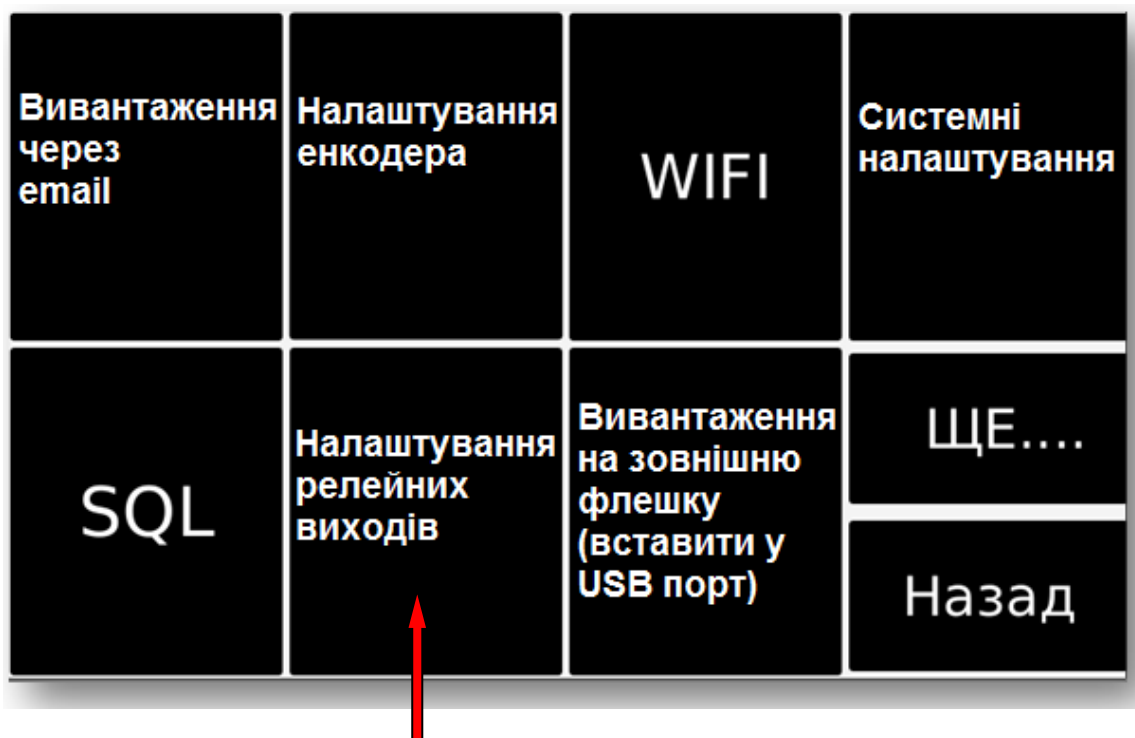 Вивантаження
через
email
Налаштування
енкодера
WIFI
Системні
налаштування
SQL
Налаштування
релейних
виходів
Вивантаження
на зовнішню
флешку
(вставити у
USB порт)
ЩЕ....
Назад